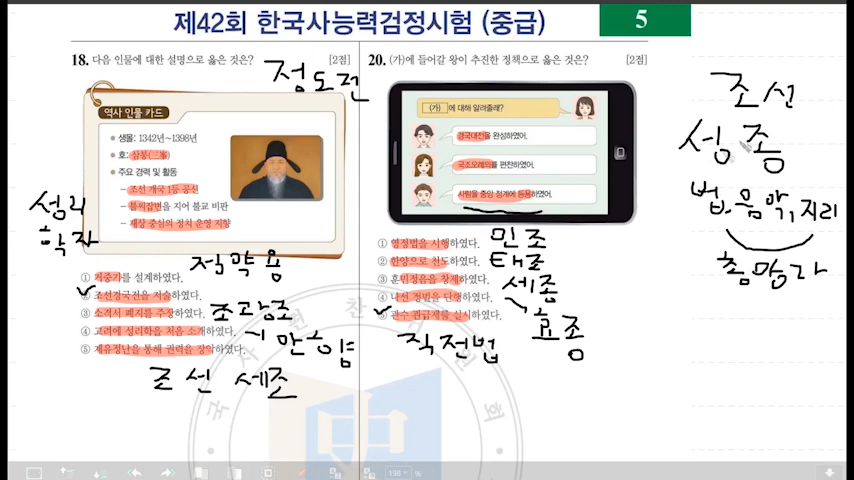 제42회 한국사능력검정시험 (중급)
5
18. 다음 인물에 대한 설명으로 옳은 것은? [2점]
정도전
역사 인물 카드
● 생몰: 1342년~1398년
● 호: 삼봉(三峯)
● 주요 경력 및 활동
- 조선 개국 1등 공신
- 불씨잡변을 지어 불교 비판
- 재상 중심의 정치 운영 지향
성리
학자
정약용
① 거중기를 설계하였다.
② 조선경국전을 저술하였다.
③ 소격서 폐지를 주장하였다.
조광조
④ 고려에 성리학을 처음 소개하였다.
안향
⑤ 계유정난을 통해 권력을 장악하였다.
조선 세조
20. (가)에 들어갈 왕이 추진한 정책으로 옳은 것은? [2점]
(가) 에 대해 알려줄래?
경국대전을 완성하였어.
국조오례의를 편찬하였어.
사림을 중앙 정계에 등용하였어.
① 영정법을 시행하였다.
인조
② 한양으로 천도하였다.
태조
③ 훈민정음을 창제하였다.
세종
④ 나선 정벌을 단행하였다.
효종
⑤ 관수 관급제를 실시하였다.
직전법
조선
성종
법, 음악, 지리
총망라
198 %